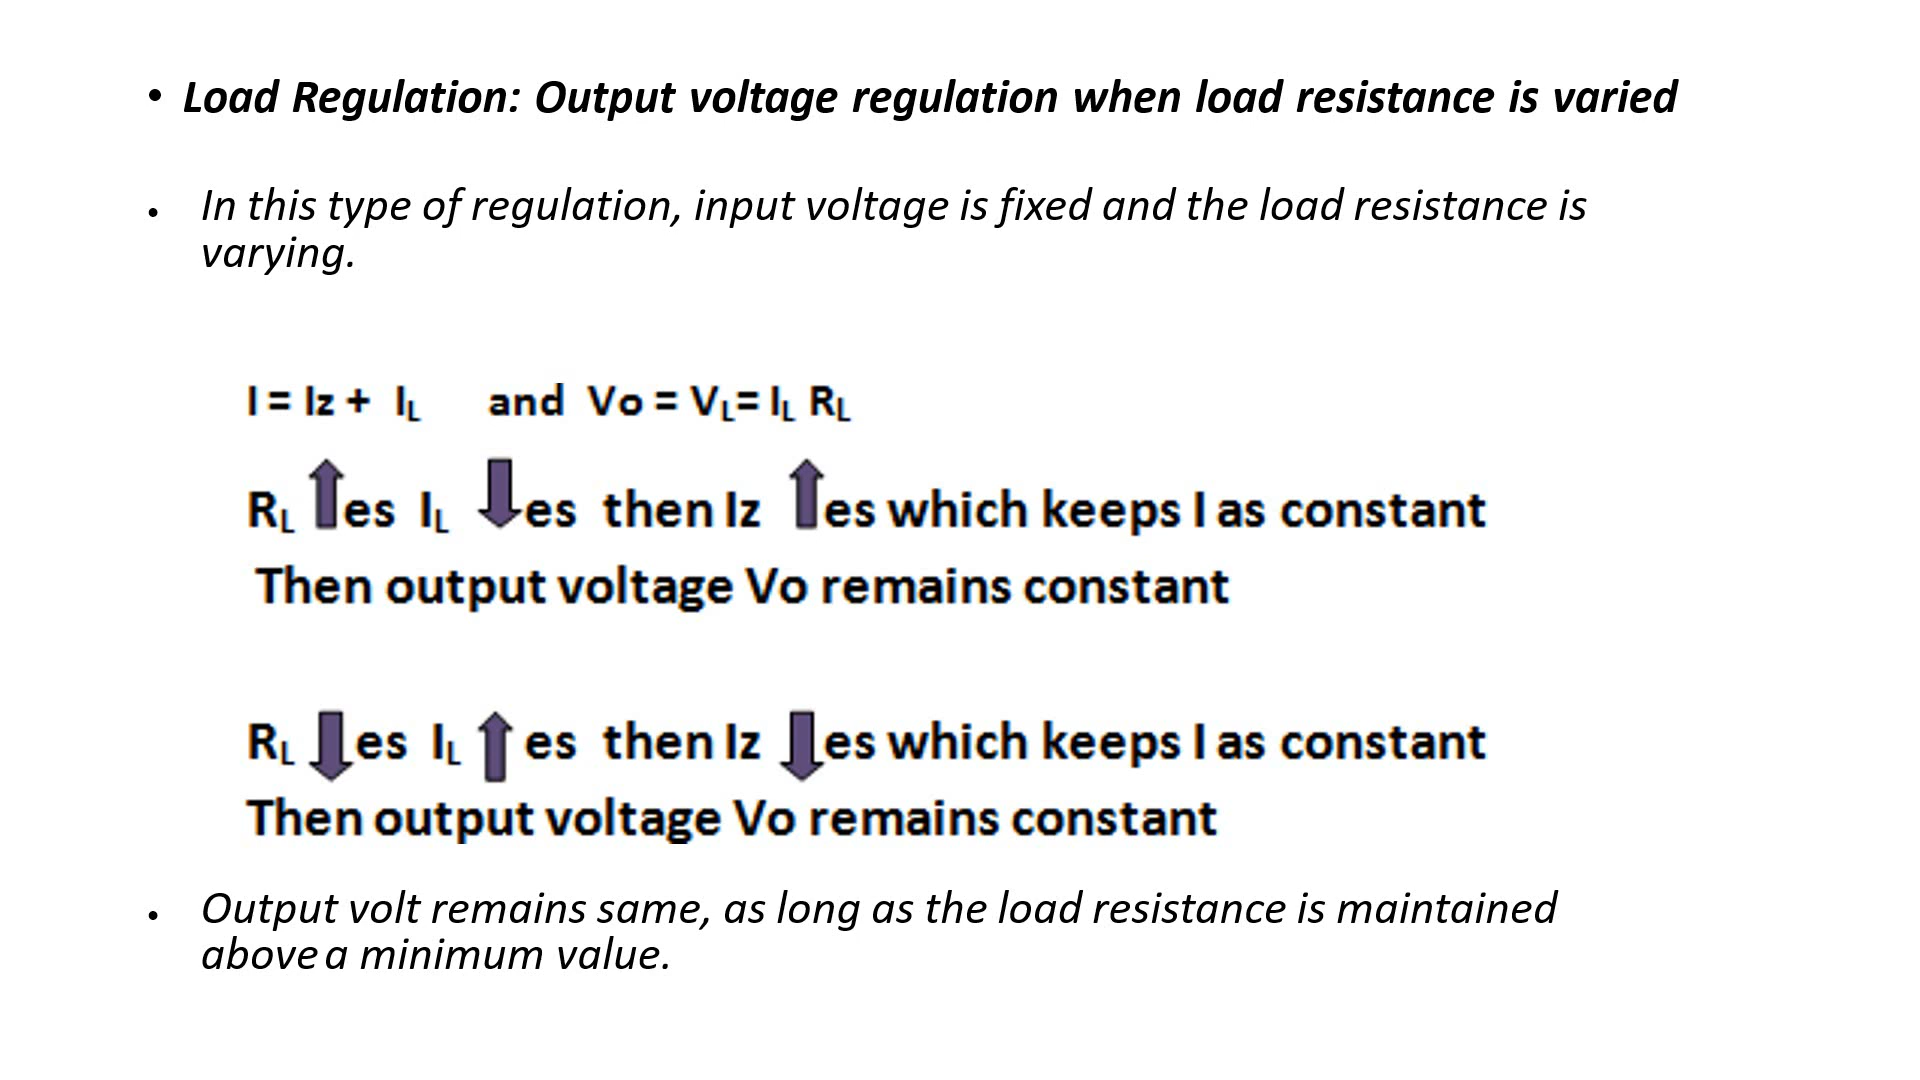 • Load Regulation: Output voltage regulation when load resistance is varied
• In this type of regulation, input voltage is fixed and the load resistance is
varying.
I = Iz + IL and Vo = VL= IL RL
RL ↑es IL ↓es then Iz ↑es which keeps I as constant
Then output voltage Vo remains constant
RL ↓es IL ↑ es then Iz ↓es which keeps I as constant
Then output voltage Vo remains constant
• Output volt remains same, as long as the load resistance is maintained
above a minimum value.